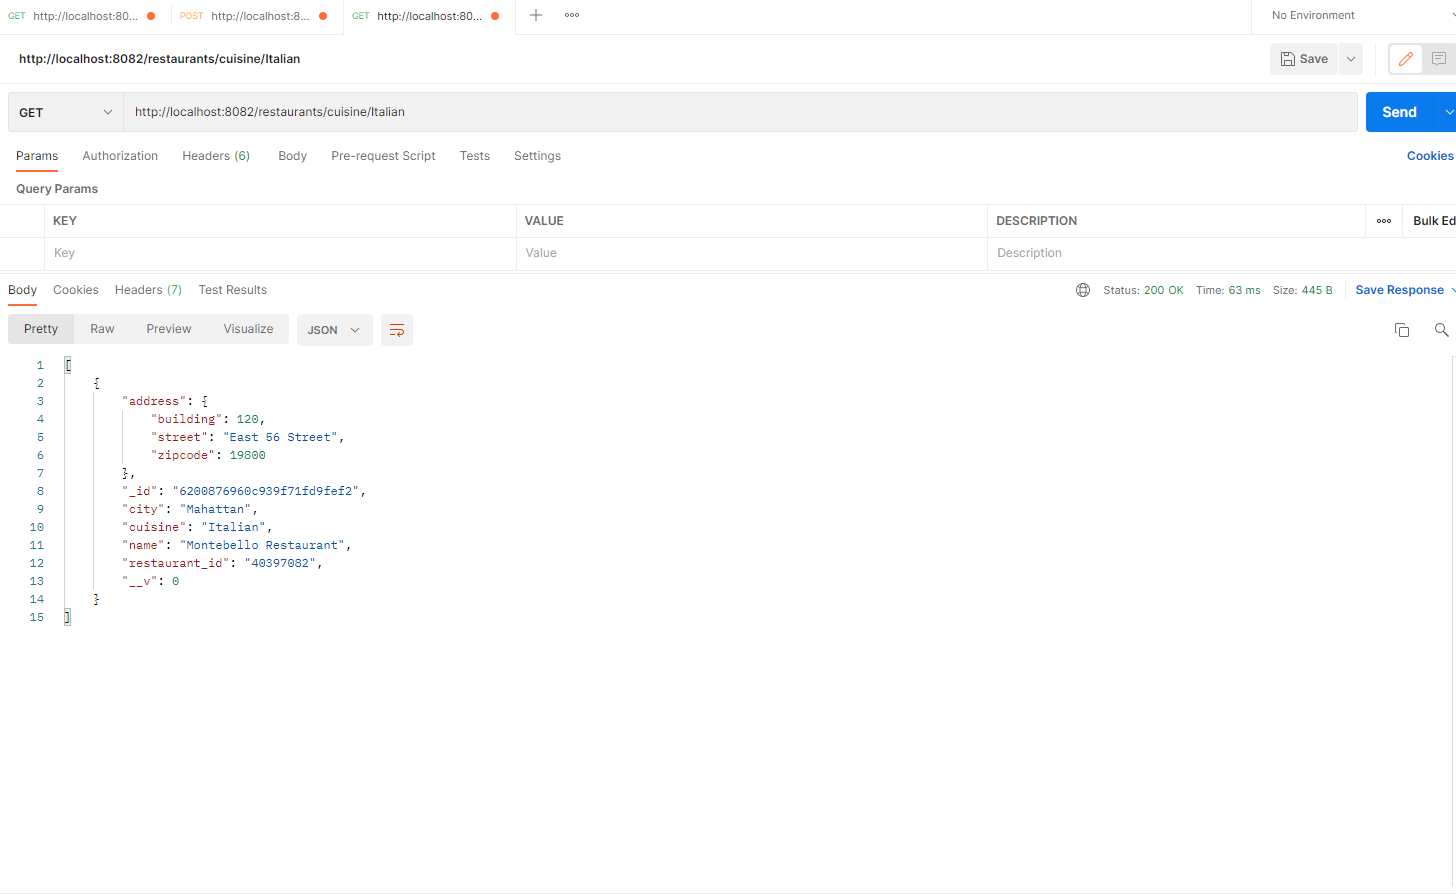 GET http://localhost:80... POST http://localhost:8... GET http://localhost:80... No Environment
http://localhost:8082/restaurants/cuisine/Italian Save
GET http://localhost:8082/restaurants/cuisine/Italian Send
Params Authorization Headers (6) Body Pre-request Script Tests Settings Cookies
Query Params
KEY VALUE DESCRIPTION Bulk Ed
Key Value Description
Body Cookies Headers (7) Test Results Status: 200 OK Time: 63 ms Size: 445 B Save Response
Pretty Raw Preview Visualize JSON
1 [
2 {
3 "address": {
4 "building": 120,
5 "street": "East 56 Street",
6 "zipcode": 19800
7 },
8 "_id": "6200876960c939f71fd9fef2",
9 "city": "Mahattan",
10 "cuisine": "Italian",
11 "name": "Montebello Restaurant",
12 "restaurant_id": "40397082",
13 "__v": 0
14 }
15 ]